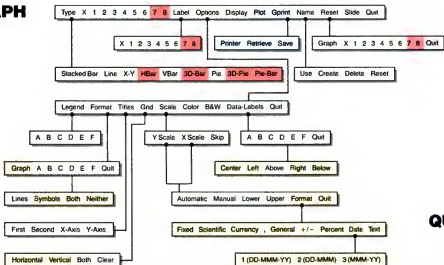 PH
Type X 1 2 3 4 5 6 7 8 Label Options Display Plot Gprint Name Reset Slide Quit
X 1 2 3 4 5 6 7 8
Printer Retrieve Save
Graph X 1 2 3 4 5 6 7 8 Quit
Stacked Bar Line X-Y HBar VBar 3D-Bar Pie 3D-Pie Pie-Bar
Use Create Delete Reset
Legend Format Titles Grid Scale Color B&W Data-Labels Quit
A B C D E F
Y Scale X Scale Skip
A B C D E F Quit
Graph A B C D E F Quit
Center Left Above Right Below
Lines Symbols Both Neither
Automatic Manual Lower Upper Format Quit
First Second X-Axis Y-Axis
Fixed Scientific Currency , General +/- Percent Date Text
QU
Horizontal Vertical Both Clear
1 (DD-MMM-YY) 2 (DD-MMM) 3 (MMM-YY)